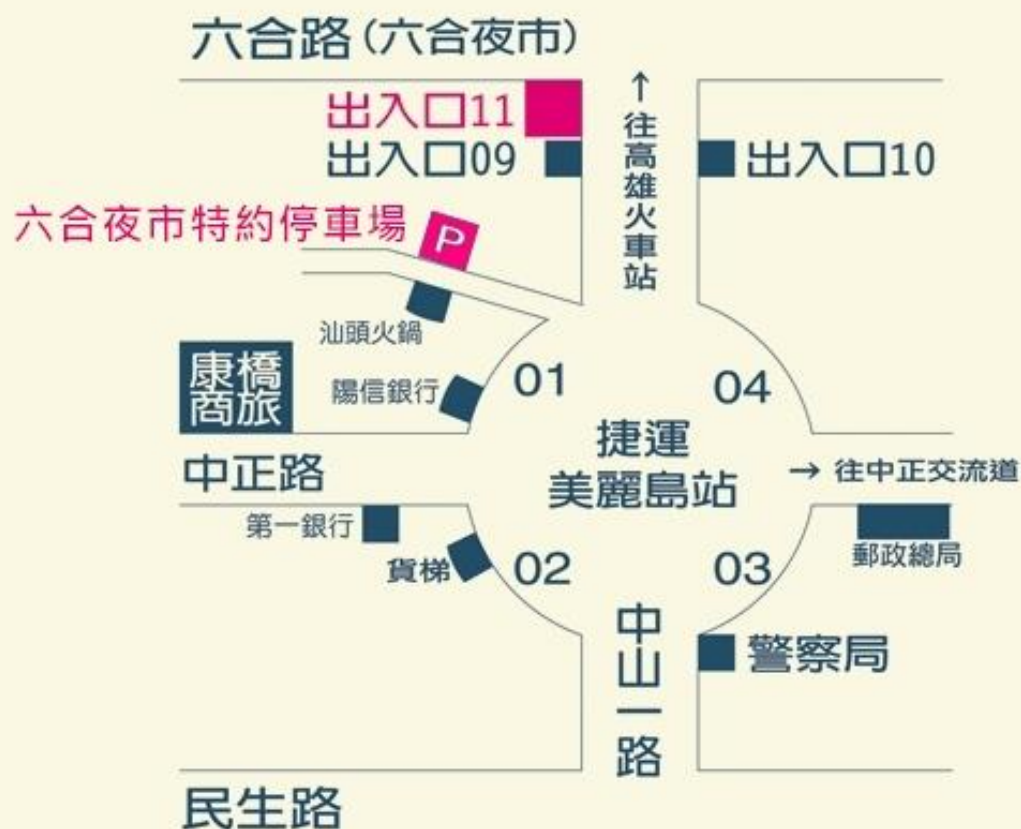 六合路(六合夜市)
出入口11
出入口09
↑往高雄火車站
出入口10
六合夜市特約停車場
P
汕頭火鍋
康橋
商旅
陽信銀行
01
04
捷運
美麗島站
中正路
→ 往中正交流道
第一銀行
貨梯
02
03
郵政總局
中山一路
警察局
民生路